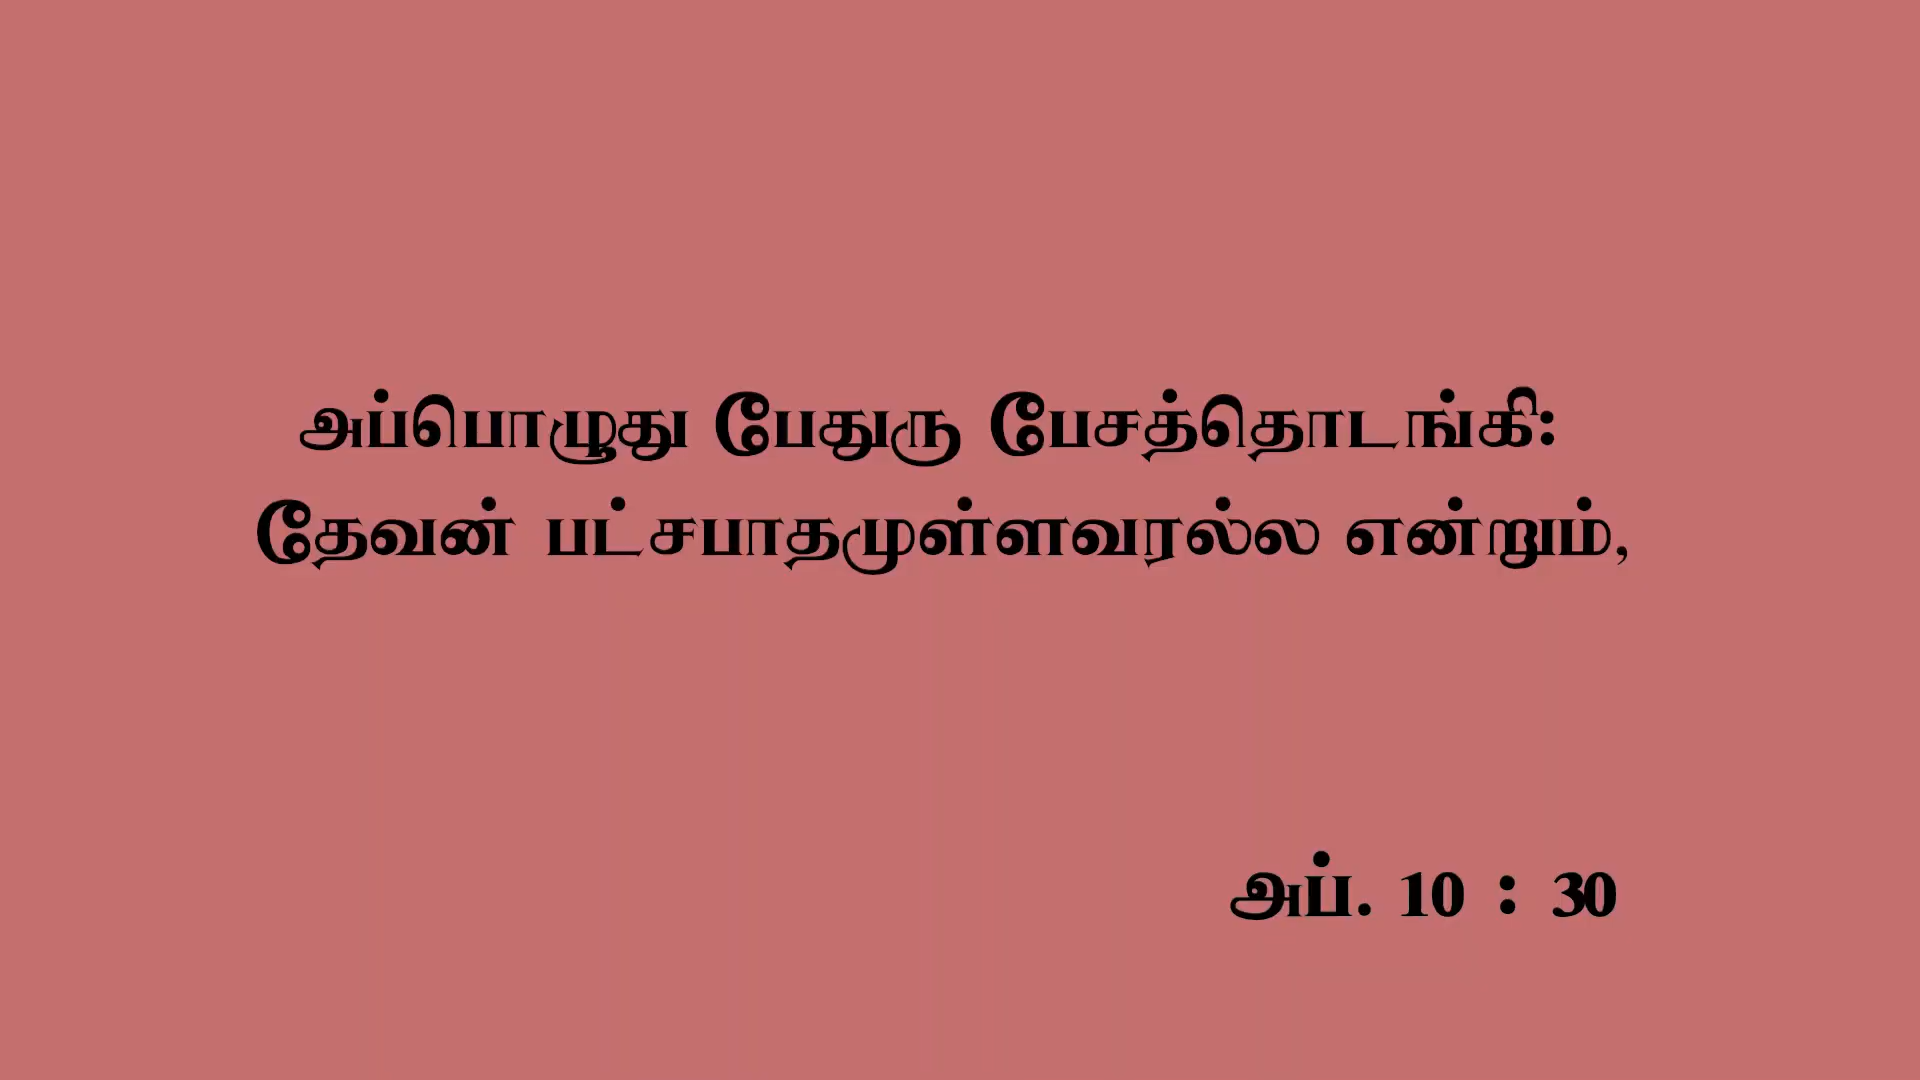 அப்பொழுது பேதுரு பேசத்தொடங்கி:
தேவன் பட்சபாதமுள்ளவரல்ல என்றும்,
அப். 10 : 30